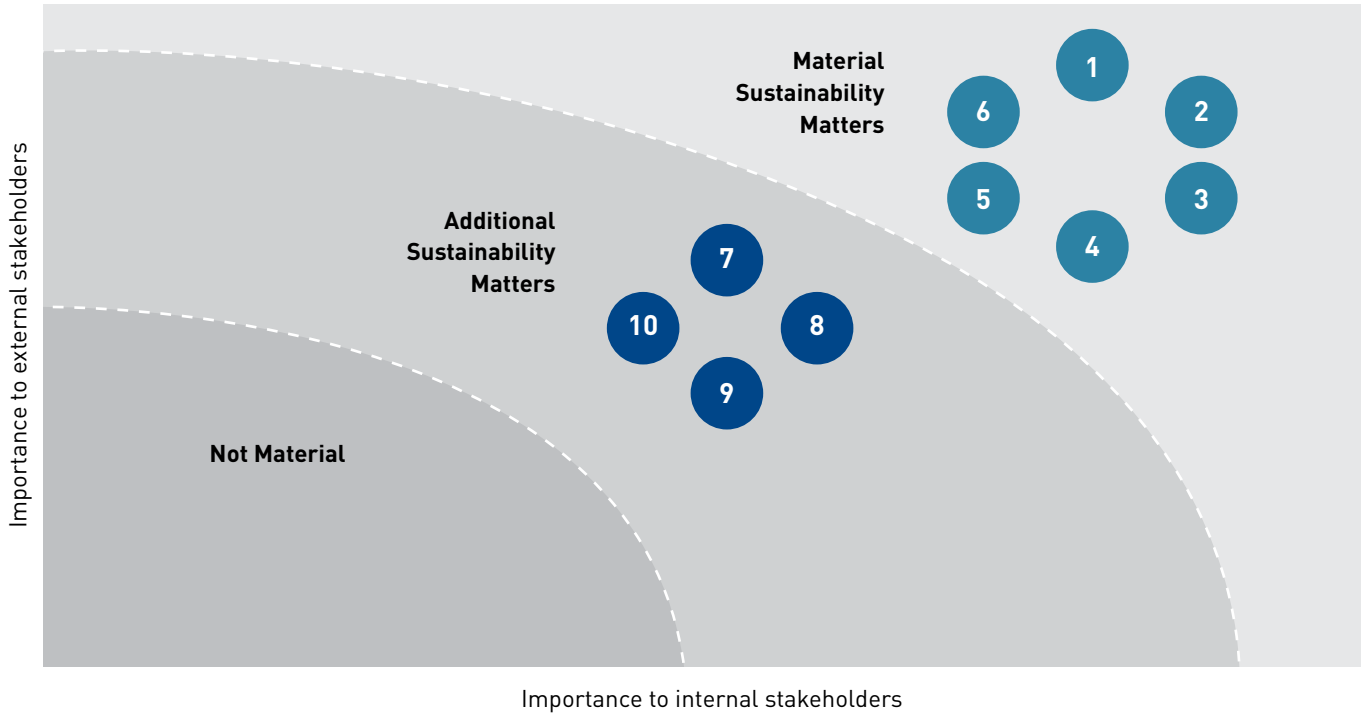 Importance to external stakeholders
Material
Sustainability
Matters
1
2
3
4
5
6
Additional
Sustainability
Matters
7
8
9
10
Not Material
Importance to internal stakeholders